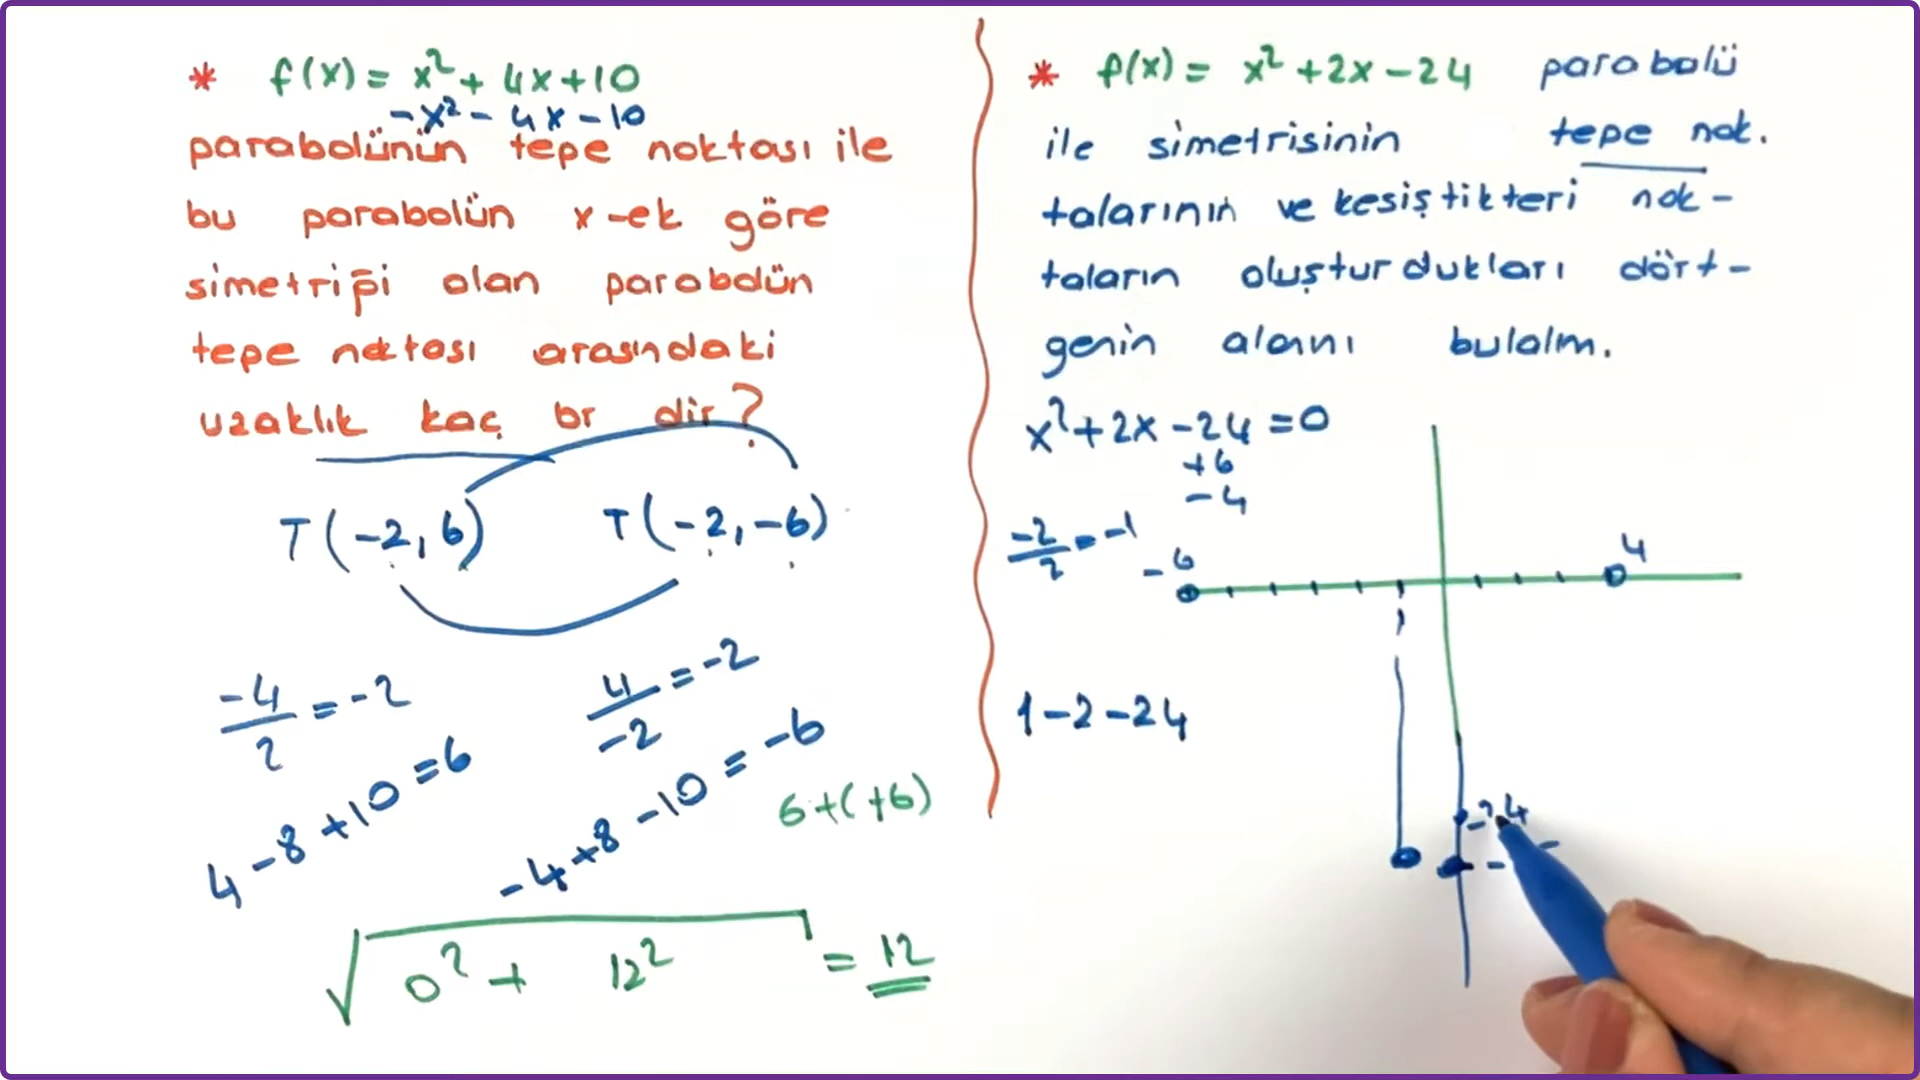 * f(x) = x² + 4x + 10
- x² - 4x - 10
parabolünün tepe noktası ile
bu parabolün x-ek göre
simetriği olan parabolün
tepe noktası arasındaki
uzaklık kaç br dir?
T(-2, 6) T(-2, -6)
-4/2 = -2
4/-2 = -2
4 - 8 + 10 = 6
-4 + 8 - 10 = -6
6 + (+6)
√0² + 12² = 12
* f(x) = x² + 2x - 24 parabolü
ile simetrisinin tepe nok.
talarının ve kesiştikleri nok-
taların oluşturdukları dört-
genin alanı bulalım.
x² + 2x - 24 = 0
+6
-4
-2/2 = -1
-6
4
1 - 2 - 24
-24